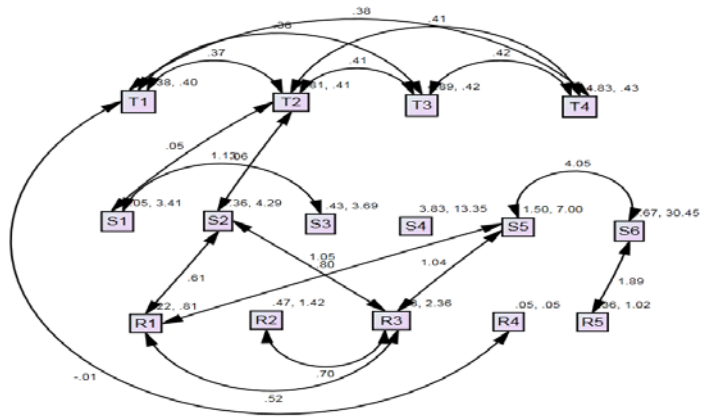 .38
.36
.41
.37
.41
.42
.38, .40
.81, .41
.89, .42
4.83, .43
T1
T2
T3
T4
.05
1.13
.06
4.05
.05, 3.41
.36, 4.29
.43, 3.69
3.83, 13.35
1.50, 7.00
.67, 30.45
S1
S2
S3
S4
S5
S6
1.05
.80
1.04
.61
1.89
.22, .81
.47, 1.42
, 2.36
.05, .05
.36, 1.02
R1
R2
R3
R4
R5
-.01
.70
.52